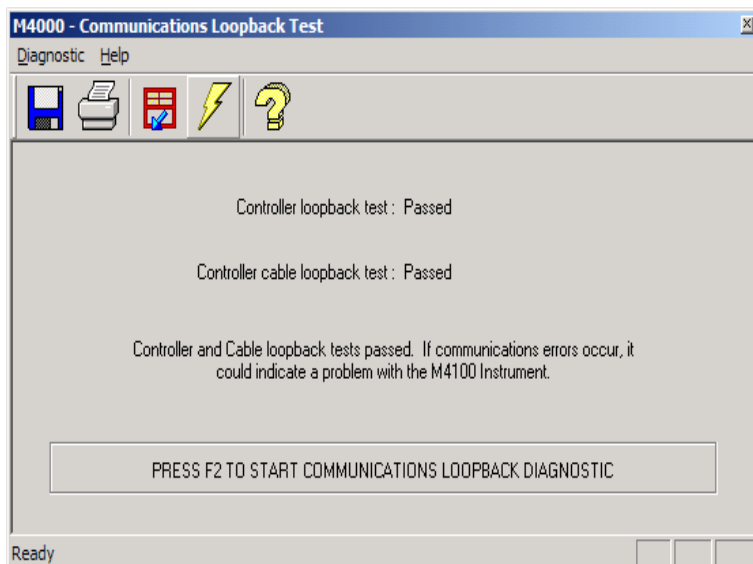 M4000 - Communications Loopback Test
Diagnostic Help
Controller loopback test : Passed
Controller cable loopback test : Passed
Controller and Cable loopback tests passed. If communications errors occur, it
could indicate a problem with the M4100 Instrument.
PRESS F2 TO START COMMUNICATIONS LOOPBACK DIAGNOSTIC
Ready